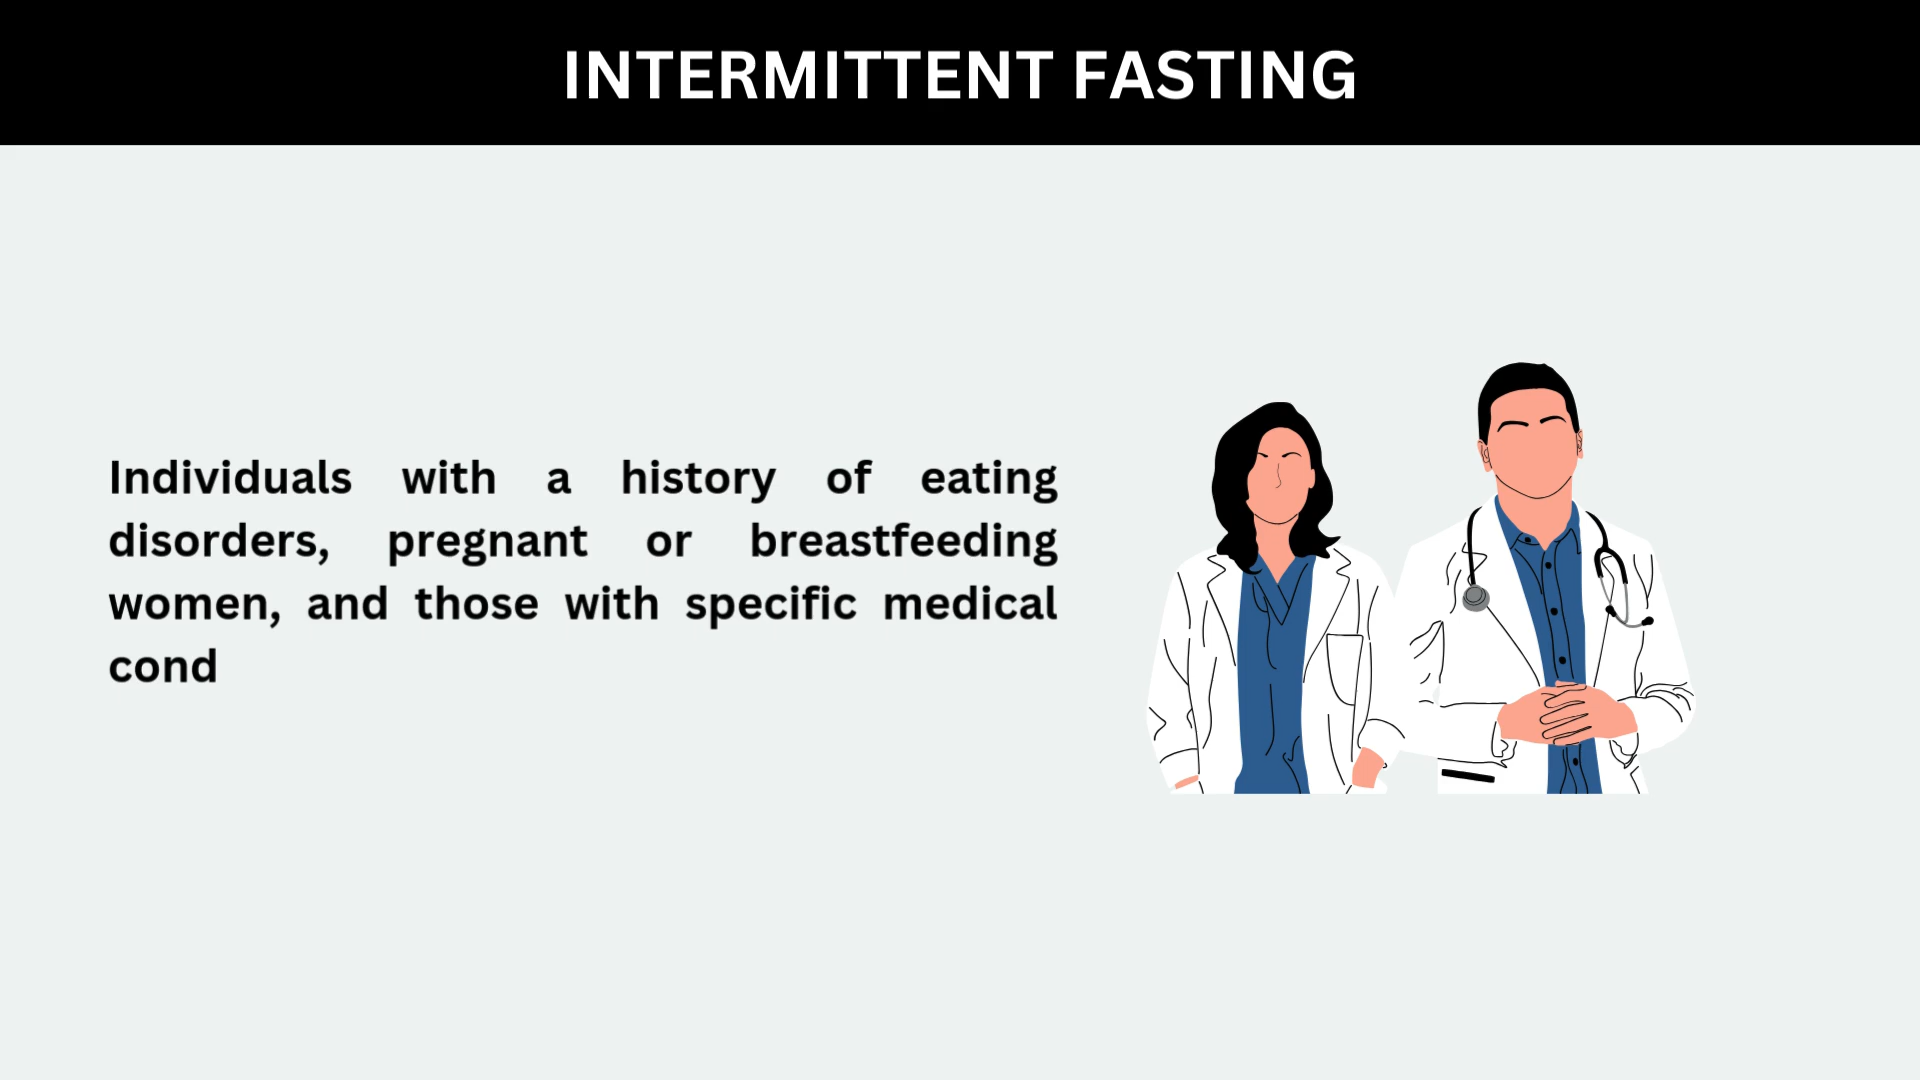 INTERMITTENT FASTING
Individuals with a history of eating
disorders, pregnant or breastfeeding
women, and those with specific medical
cond